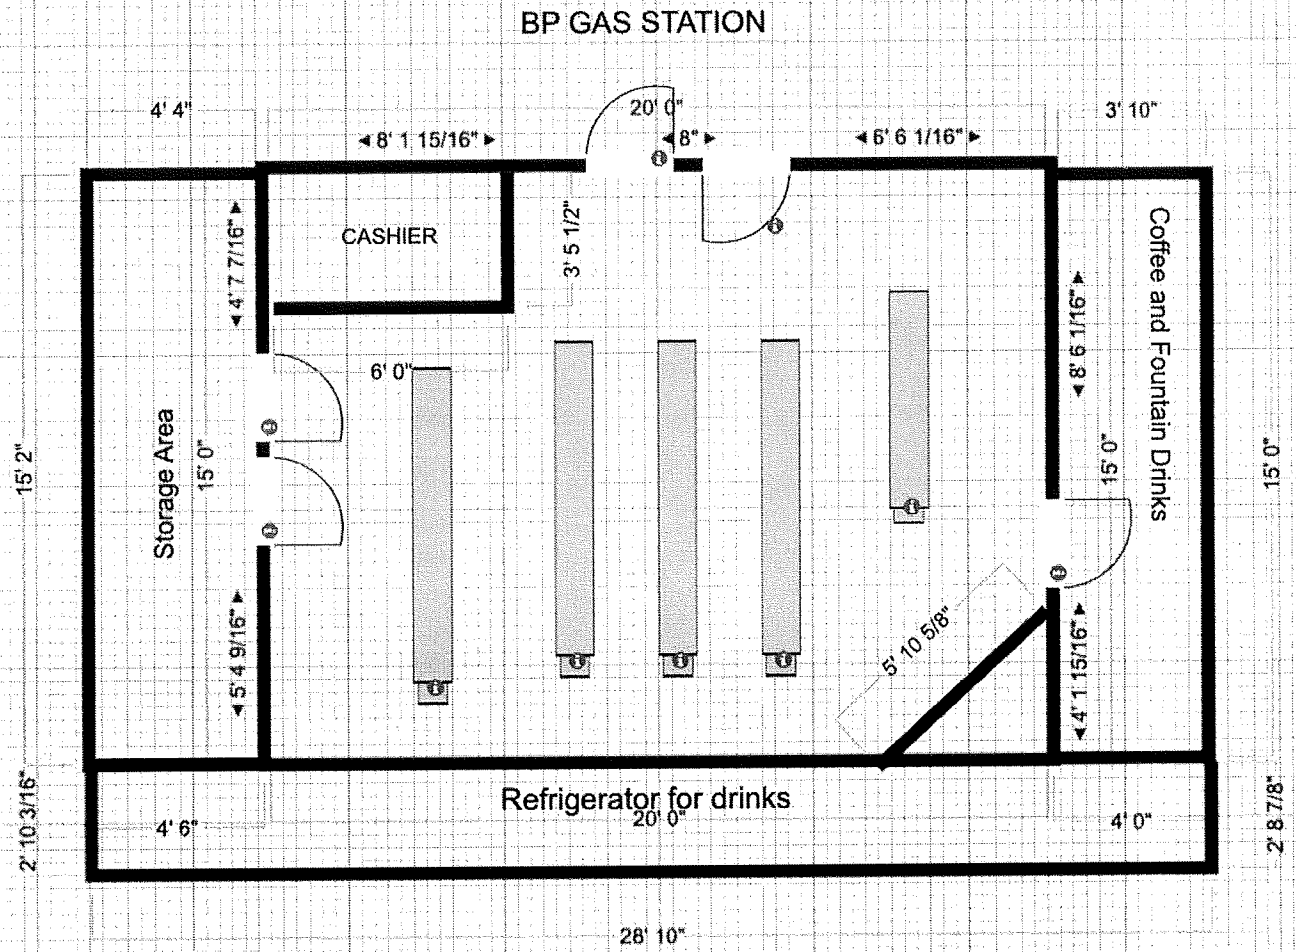 BP GAS STATION
4' 4"
20' 0"
3' 10"
8' 1 15/16"
8"
6' 6 1/16"
4' 7 7/16"
CASHIER
3' 5 1/2"
Coffee and Fountain Drinks
8' 6 1/16"
6' 0"
15' 2"
Storage Area
15' 0"
15' 0"
15' 0"
5' 4 9/16"
5' 10 5/8"
4' 1 15/16"
Refrigerator for drinks
2' 10 3/16"
4' 6"
20' 0"
4' 0"
2' 8 7/8"
28' 10"